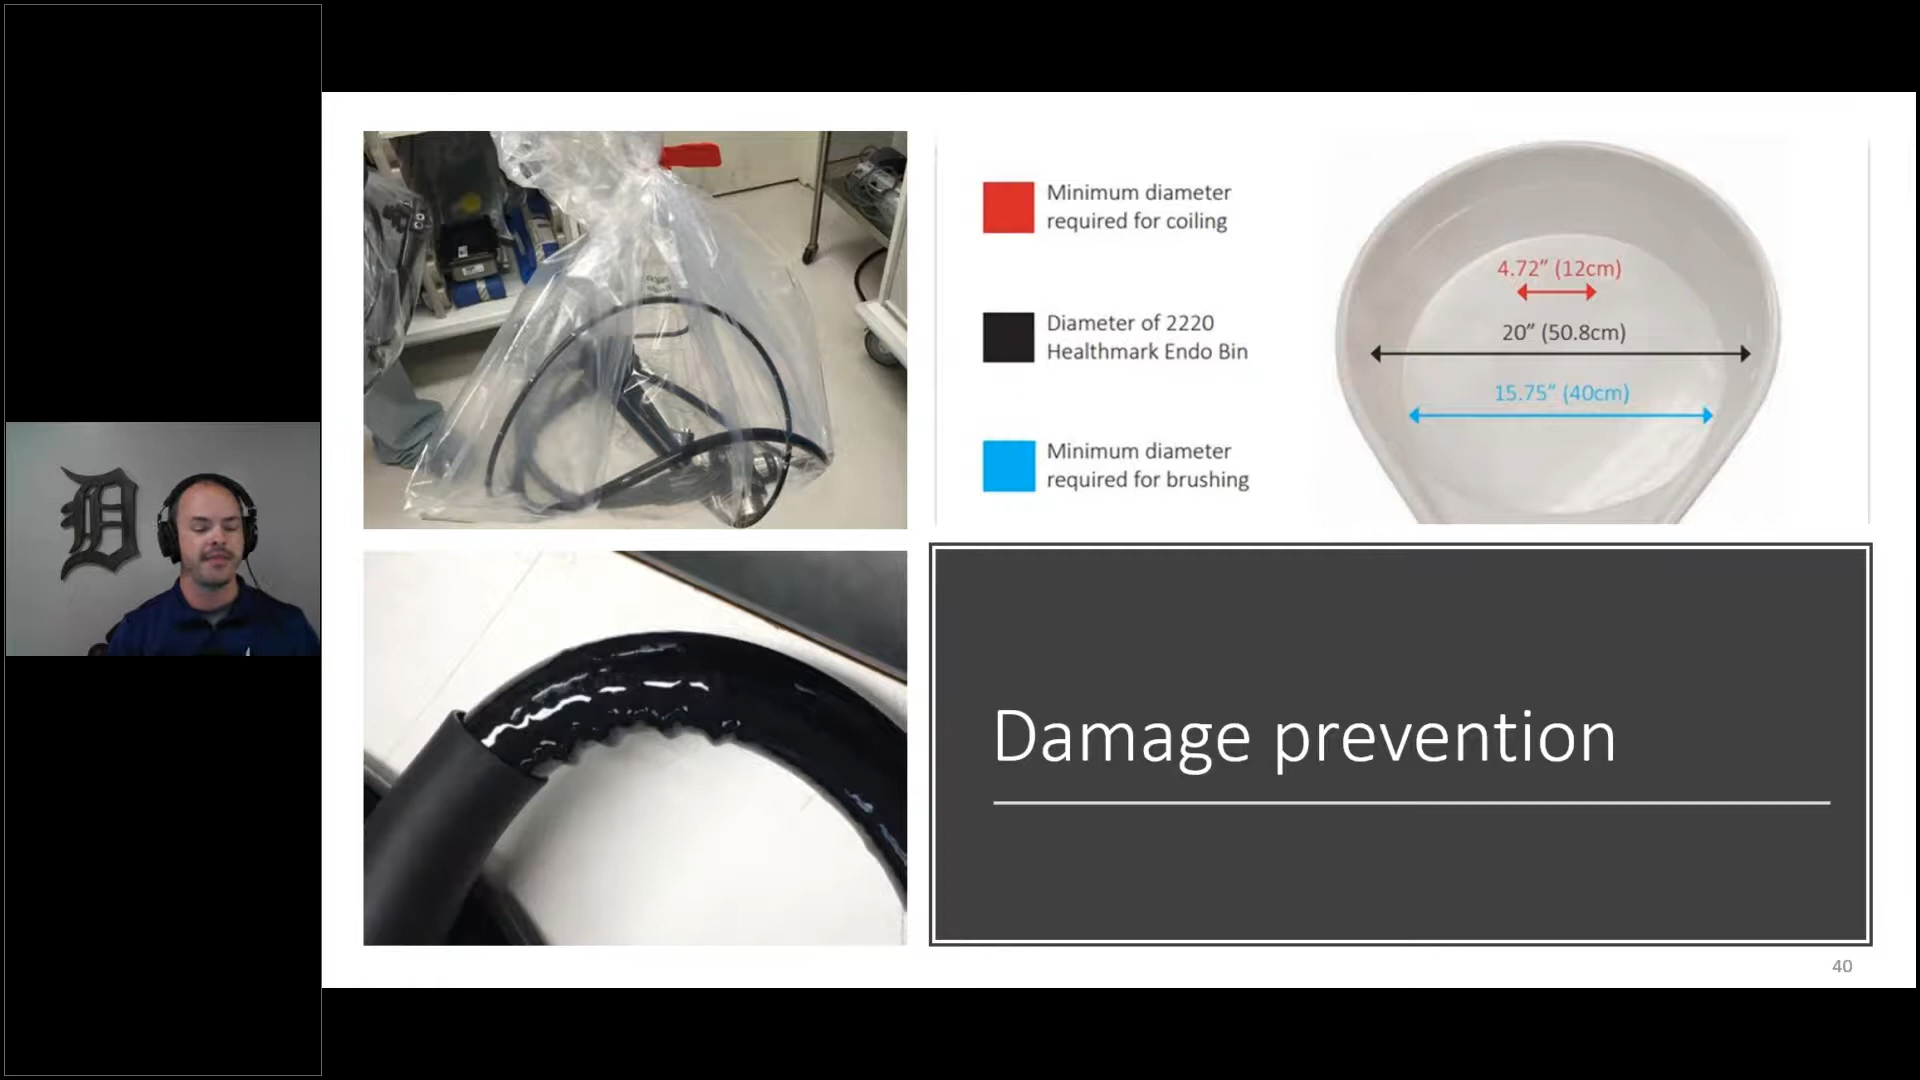 Minimum diameter
required for coiling
Diameter of 2220
Healthmark Endo Bin
Minimum diameter
required for brushing
4.72” (12cm)
20” (50.8cm)
15.75” (40cm)
Damage prevention
40